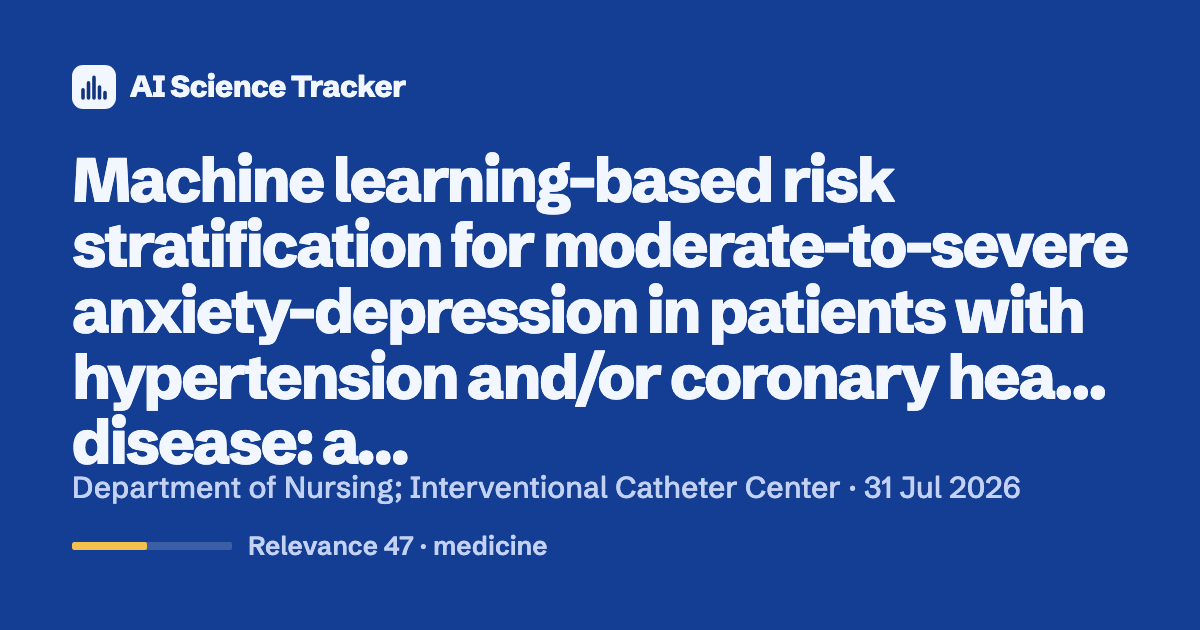 AI Science Tracker
Machine learning-based risk
stratification for moderate-to-severe
anxiety-depression in patients with
hypertension and/or coronary hea...
disease: a...
Department of Nursing; Interventional Catheter Center · 31 Jul 2026
Relevance 47 · medicine